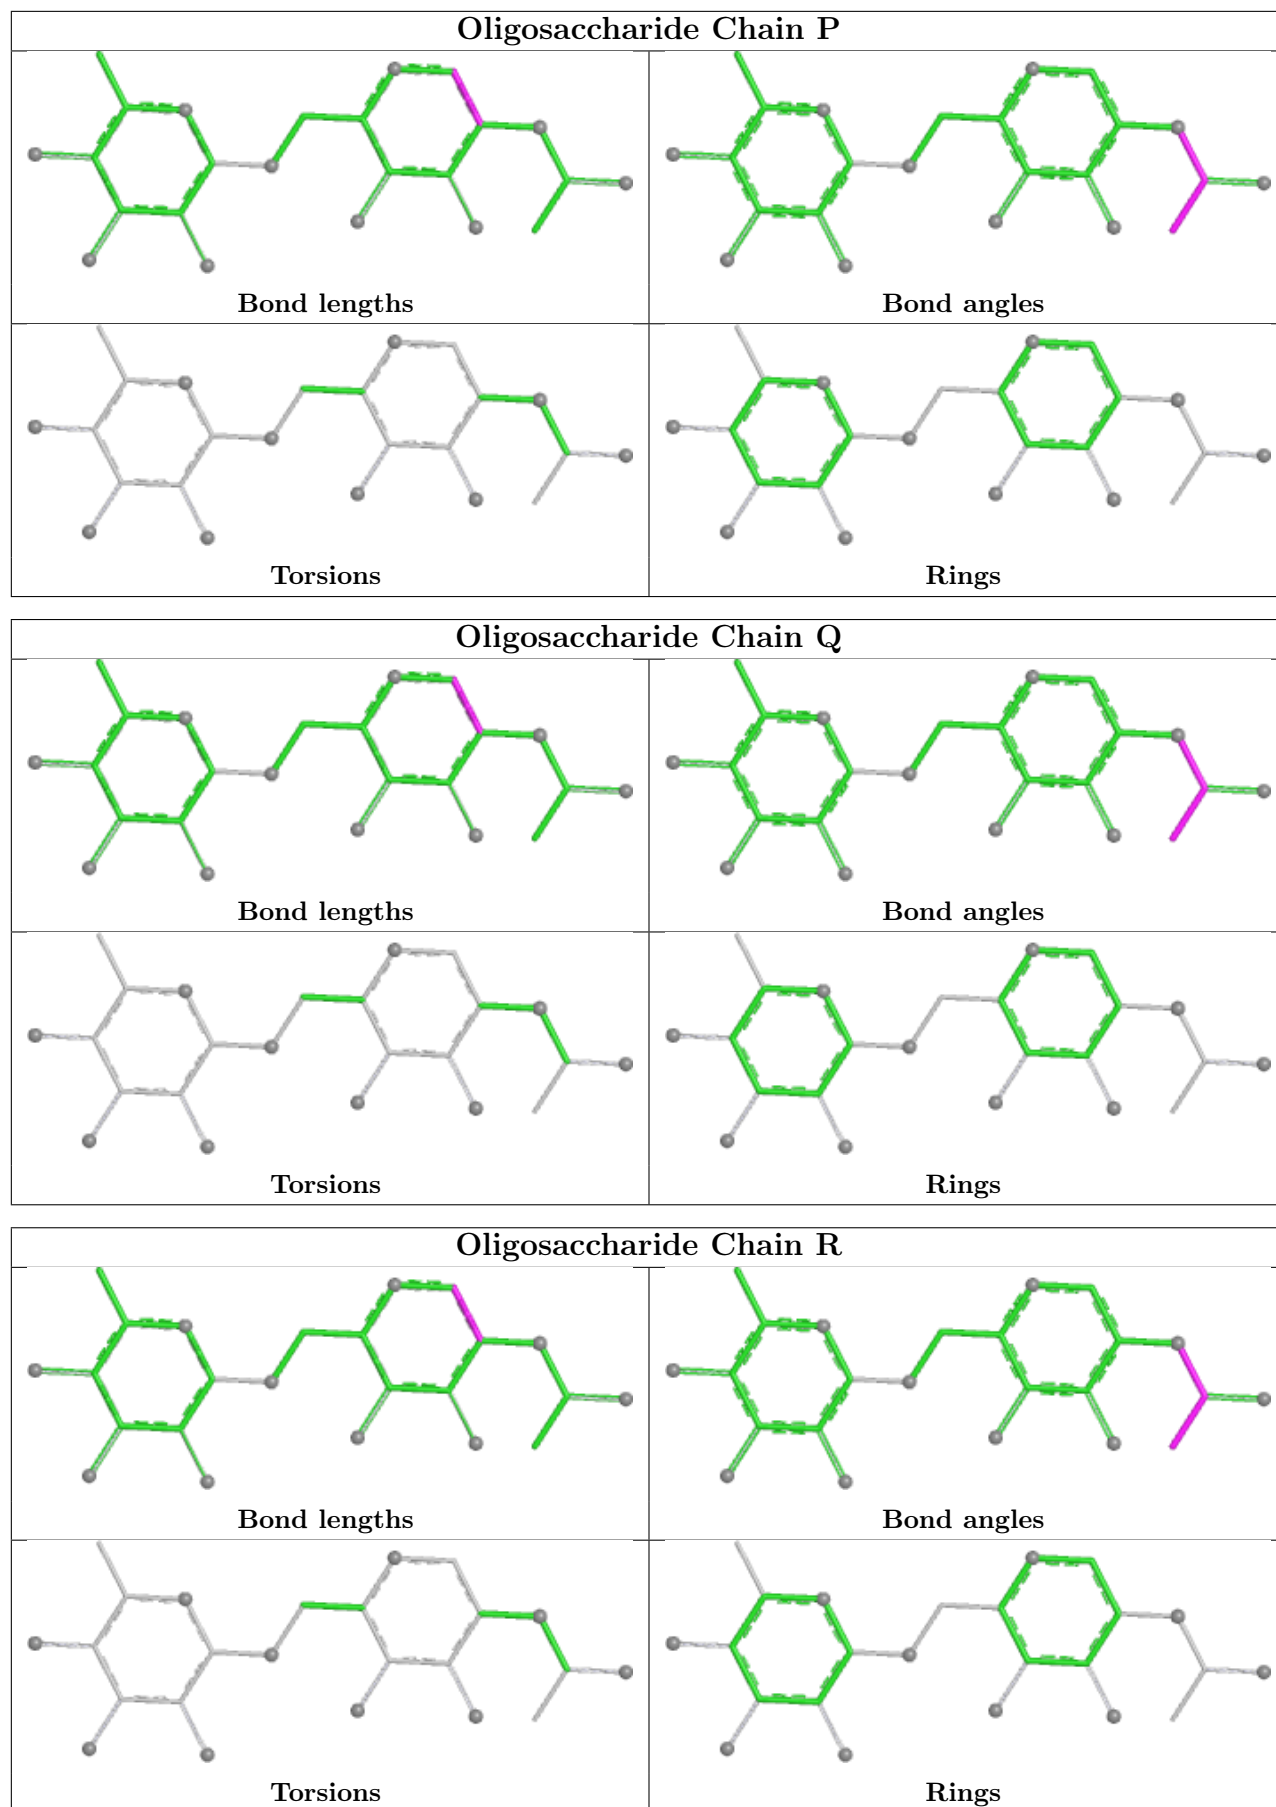 Oligosaccharide Chain P
Bond lengths
Bond angles
Torsions
Rings
Oligosaccharide Chain Q
Bond lengths
Bond angles
Torsions
Rings
Oligosaccharide Chain R
Bond lengths
Bond angles
Torsions
Rings